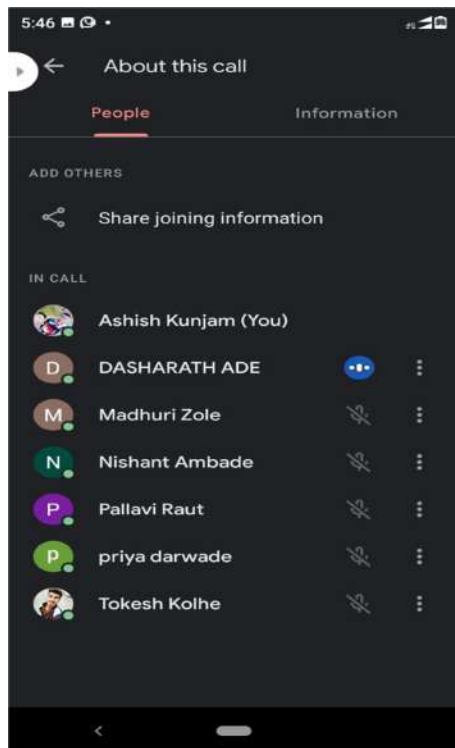 5:46
About this call
People Information
ADD OTHERS
Share joining information
IN CALL
Ashish Kunjam (You)
D DASHARATH ADE
M Madhuri Zole
N Nishant Ambade
P Pallavi Raut
p priya darwade
Tokesh Kolhe